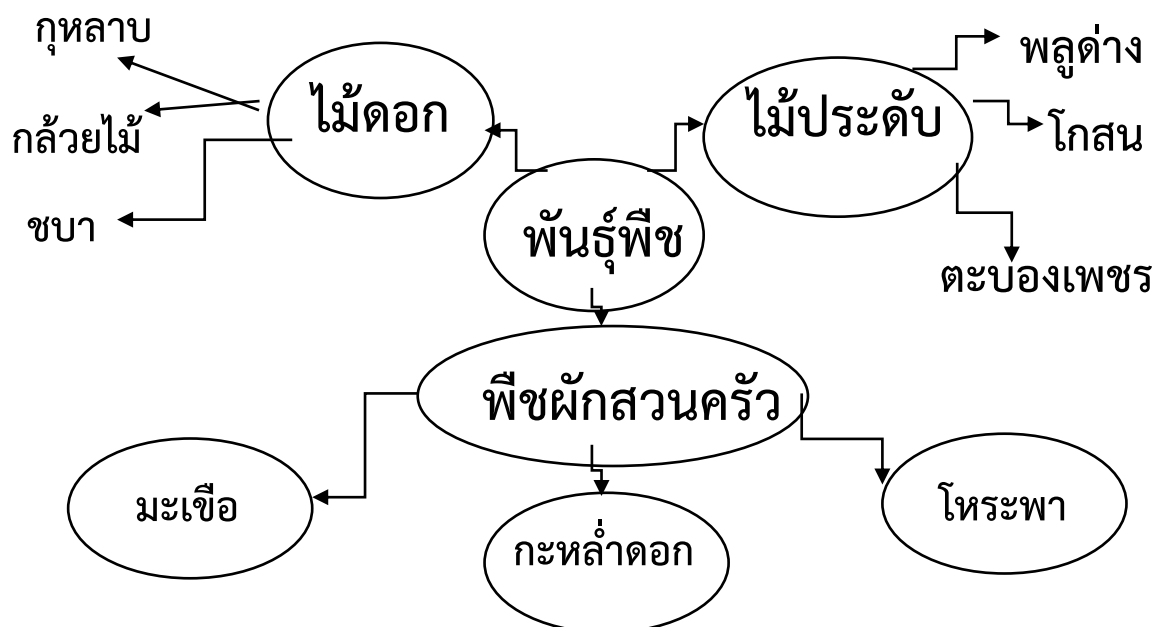 กุหลาบ
พลูด่าง
ไม้ดอก
ไม้ประดับ
กล้วยไม้
โกสน
ชบา
พันธุ์พืช
ตะบองเพชร
พืชผักสวนครัว
มะเขือ
โหระพา
กะหล่ำดอก